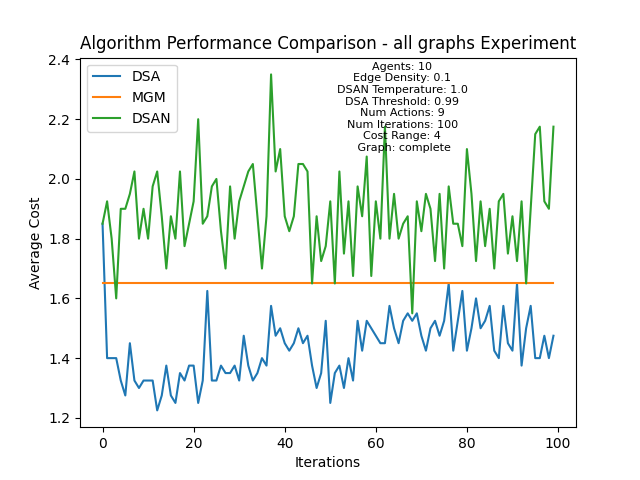 Algorithm Performance Comparison - all graphs Experiment
2.4
2.2
2.0
1.8
1.6
1.4
1.2
Average Cost
DSA
MGM
DSAN
Agents: 10
Edge Density: 0.1
DSAN Temperature: 1.0
DSA Threshold: 0.99
Num Actions: 9
Num Iterations: 100
Cost Range: 4
Graph: complete
0 20 40 60 80 100
Iterations